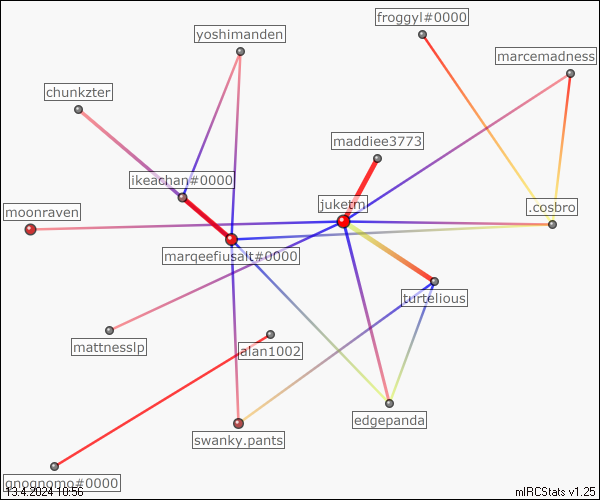 froggyl#0000
yoshimanden
marcemadness
chunkzter
maddiee3773
ikeachan#0000
juketm
moonraven
.cosbro
marqeefiusalt#0000
turtelious
mattnesslp
alan1002
edgepanda
swanky.pants
gnognomo#0000
13.4.2024 10:56
mIRCStats v1.25